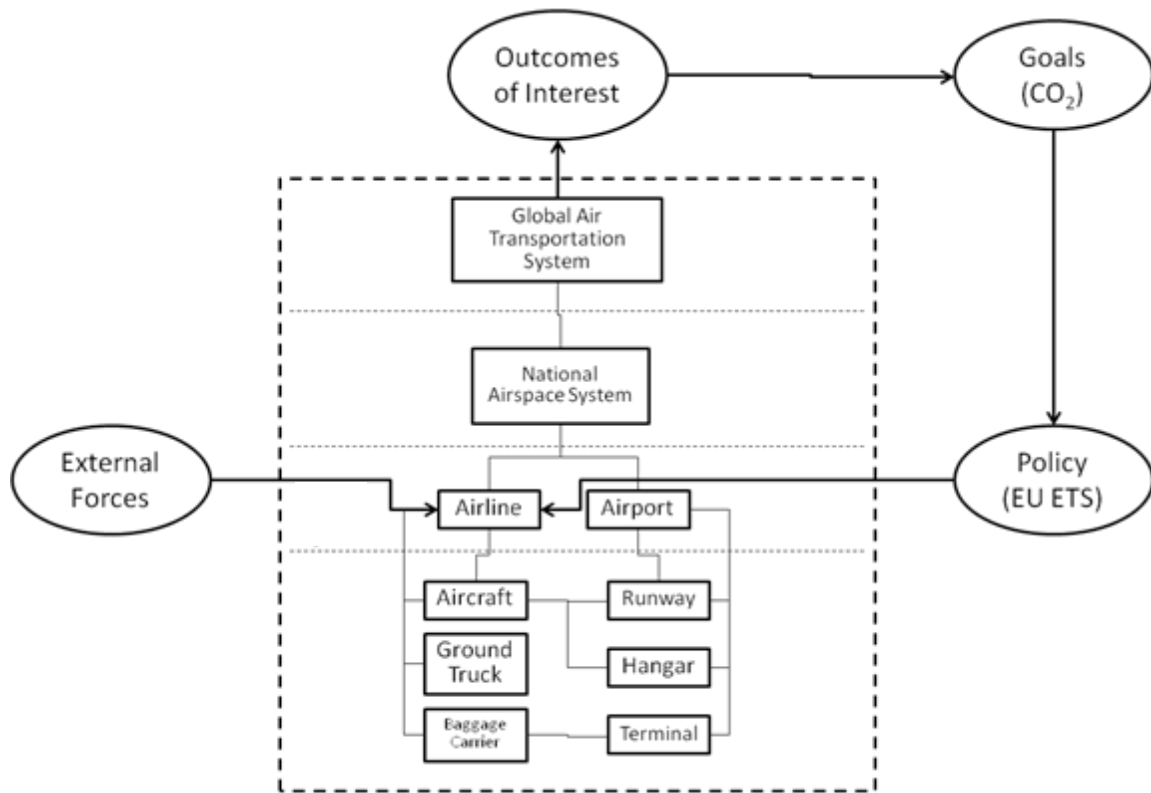 Outcomes
of Interest
Goals
(CO₂)
Global Air
Transportation
System
National
Airspace System
External
Forces
Airline
Airport
Policy
(EU ETS)
Aircraft
Runway
Ground
Truck
Hangar
Baggage
Carrier
Terminal